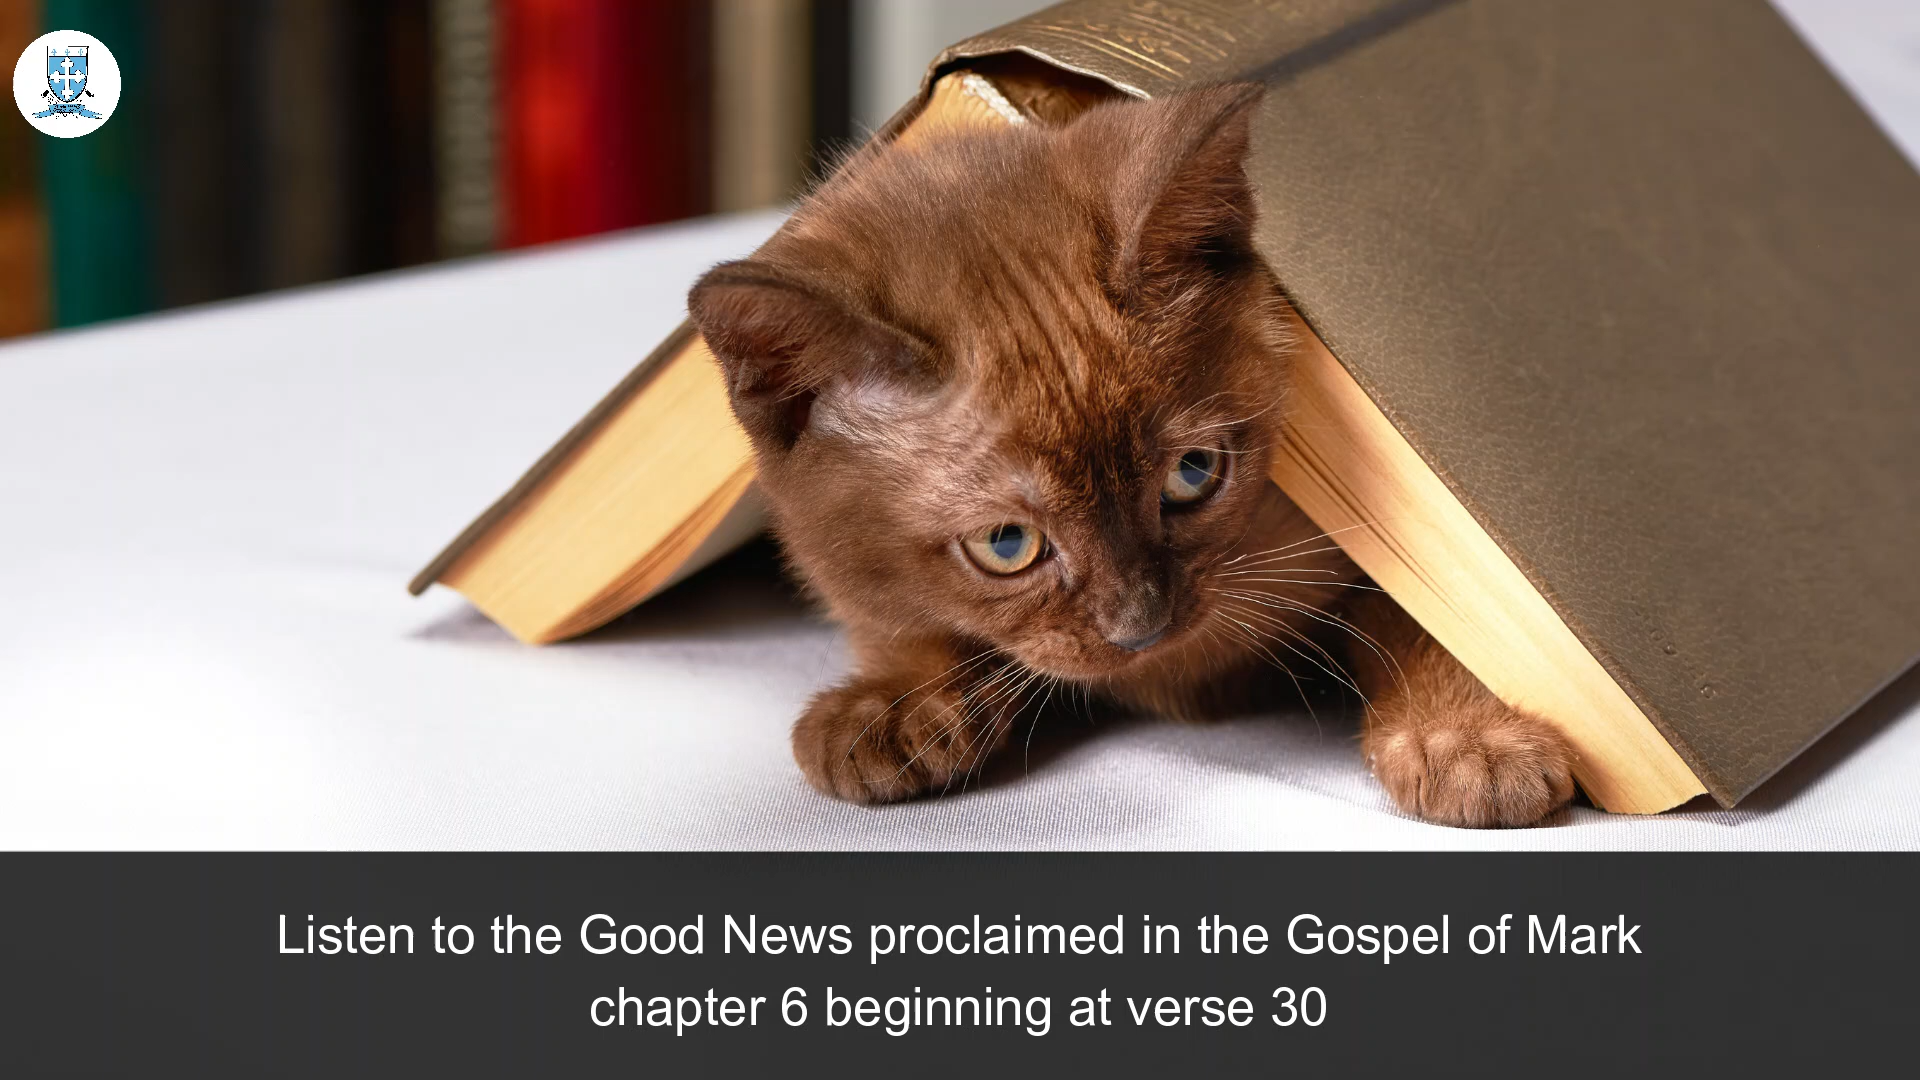 Listen to the Good News proclaimed in the Gospel of Mark
chapter 6 beginning at verse 30